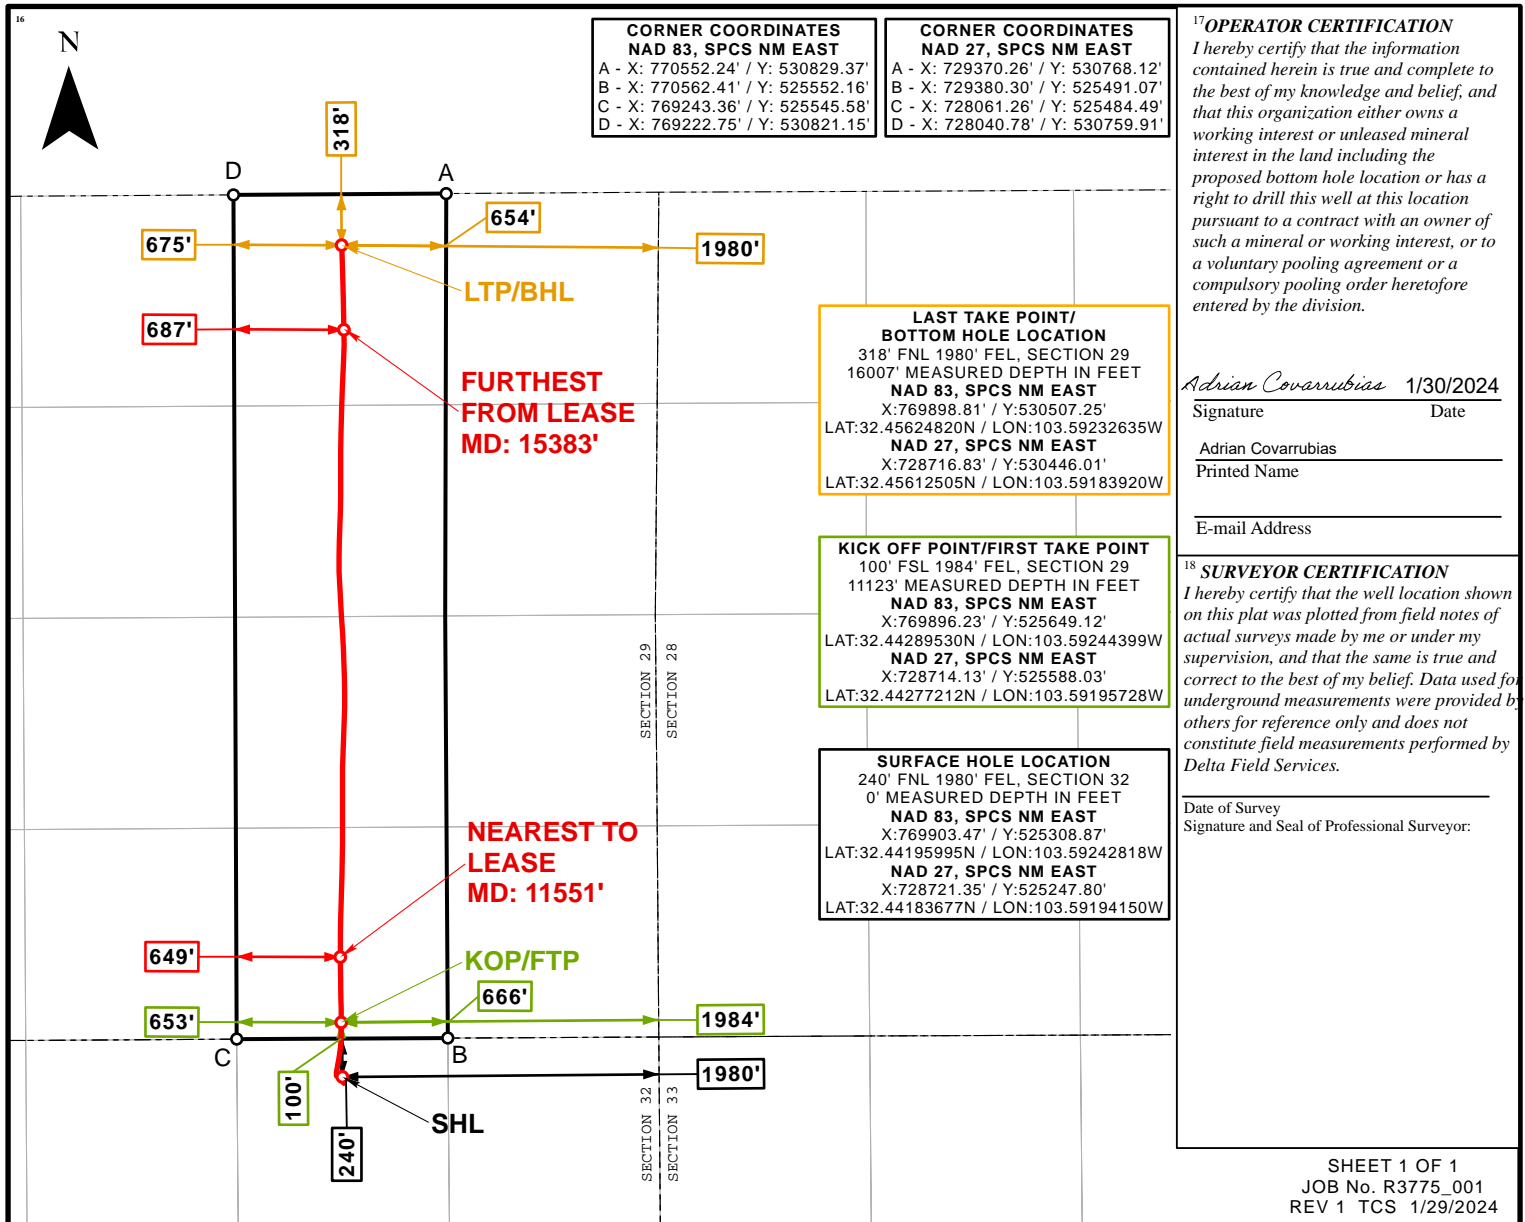 16
N
CORNER COORDINATES
NAD 83, SPCS NM EAST
A - X: 770552.24' / Y: 530829.37'
B - X: 770562.41' / Y: 525552.16'
C - X: 769243.36' / Y: 525545.58'
D - X: 769222.75' / Y: 530821.15'
CORNER COORDINATES
NAD 27, SPCS NM EAST
A - X: 729370.26' / Y: 530768.12'
B - X: 729380.30' / Y: 525491.07'
C - X: 728061.26' / Y: 525484.49'
D - X: 728040.78' / Y: 530759.91'
318'
D
A
654'
675'
1980'
LTP/BHL
687'
FURTHEST
FROM LEASE
MD: 15383'
LAST TAKE POINT/
BOTTOM HOLE LOCATION
318' FNL 1980' FEL, SECTION 29
16007' MEASURED DEPTH IN FEET
NAD 83, SPCS NM EAST
X:769898.81' / Y:530507.25'
LAT:32.45624820N / LON:103.59232635W
NAD 27, SPCS NM EAST
X:728716.83' / Y:530446.01'
LAT:32.45612505N / LON:103.59183920W
KICK OFF POINT/FIRST TAKE POINT
100' FSL 1984' FEL, SECTION 29
11123' MEASURED DEPTH IN FEET
NAD 83, SPCS NM EAST
X:769896.23' / Y:525649.12'
LAT:32.44289530N / LON:103.59244399W
NAD 27, SPCS NM EAST
X:728714.13' / Y:525588.03'
LAT:32.44277212N / LON:103.59195728W
SECTION 29
SECTION 28
SURFACE HOLE LOCATION
240' FNL 1980' FEL, SECTION 32
0' MEASURED DEPTH IN FEET
NAD 83, SPCS NM EAST
X:769903.47' / Y:525308.87'
LAT:32.44195995N / LON:103.59242818W
NAD 27, SPCS NM EAST
X:728721.35' / Y:525247.80'
LAT:32.44183677N / LON:103.59194150W
NEAREST TO
LEASE
MD: 11551'
649'
KOP/FTP
666'
653'
1984'
C
B
100'
240'
1980'
SHL
SECTION 32
SECTION 33
17 OPERATOR CERTIFICATION
I hereby certify that the information
contained herein is true and complete to
the best of my knowledge and belief, and
that this organization either owns a
working interest or unleased mineral
interest in the land including the
proposed bottom hole location or has a
right to drill this well at this location
pursuant to a contract with an owner of
such a mineral or working interest, or to
a voluntary pooling agreement or a
compulsory pooling order heretofore
entered by the division.
Adrian Covarrubias 1/30/2024
Signature Date
Adrian Covarrubias
Printed Name
E-mail Address
18 SURVEYOR CERTIFICATION
I hereby certify that the well location shown
on this plat was plotted from field notes of
actual surveys made by me or under my
supervision, and that the same is true and
correct to the best of my belief. Data used for
underground measurements were provided by
others for reference only and does not
constitute field measurements performed by
Delta Field Services.
Date of Survey
Signature and Seal of Professional Surveyor:
SHEET 1 OF 1
JOB No. R3775_001
REV 1 TCS 1/29/2024